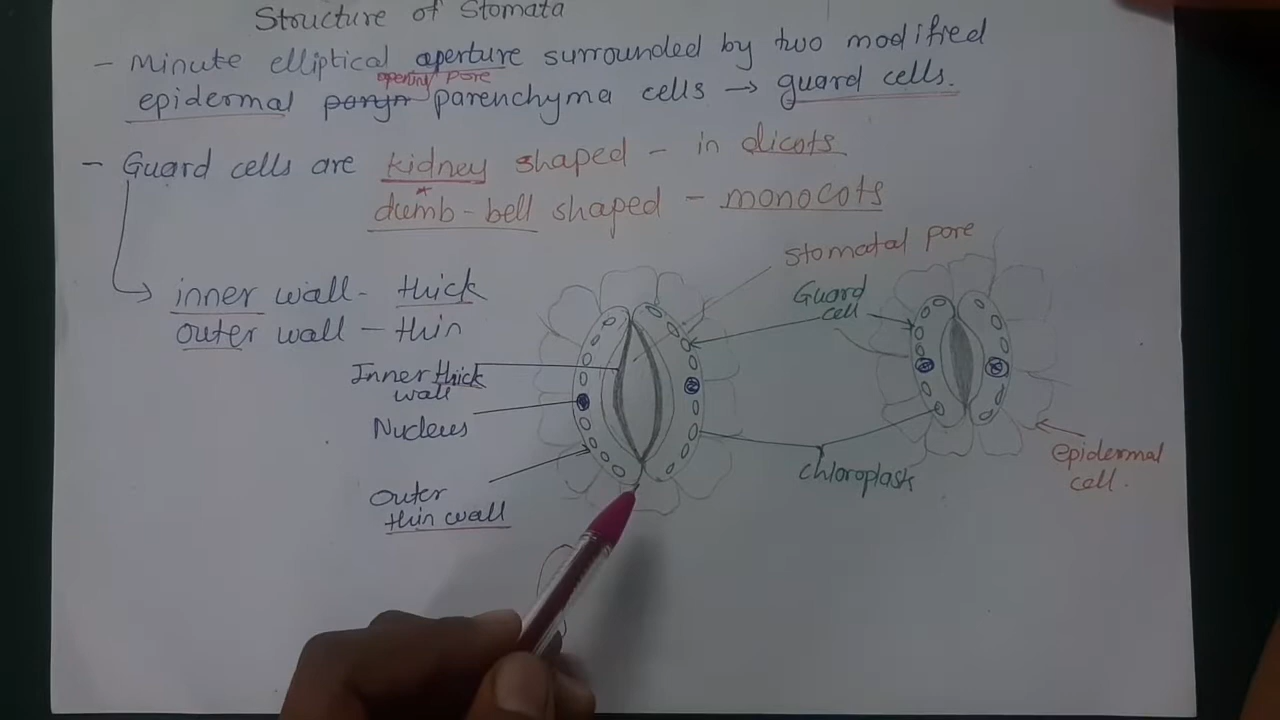 Structure of Stomata
- Minute elliptical aperture surrounded by two modified
opening pore
epidermal parenchyma cells → guard cells.
- Guard cells are kidney shaped - in dicots
dumb-bell shaped - monocots
inner wall - thick
outer wall - thin
stomatal pore
Guard
cell
Inner thick
wall
Nucleus
Outer
thin wall
chloroplast
epidermal
cell.